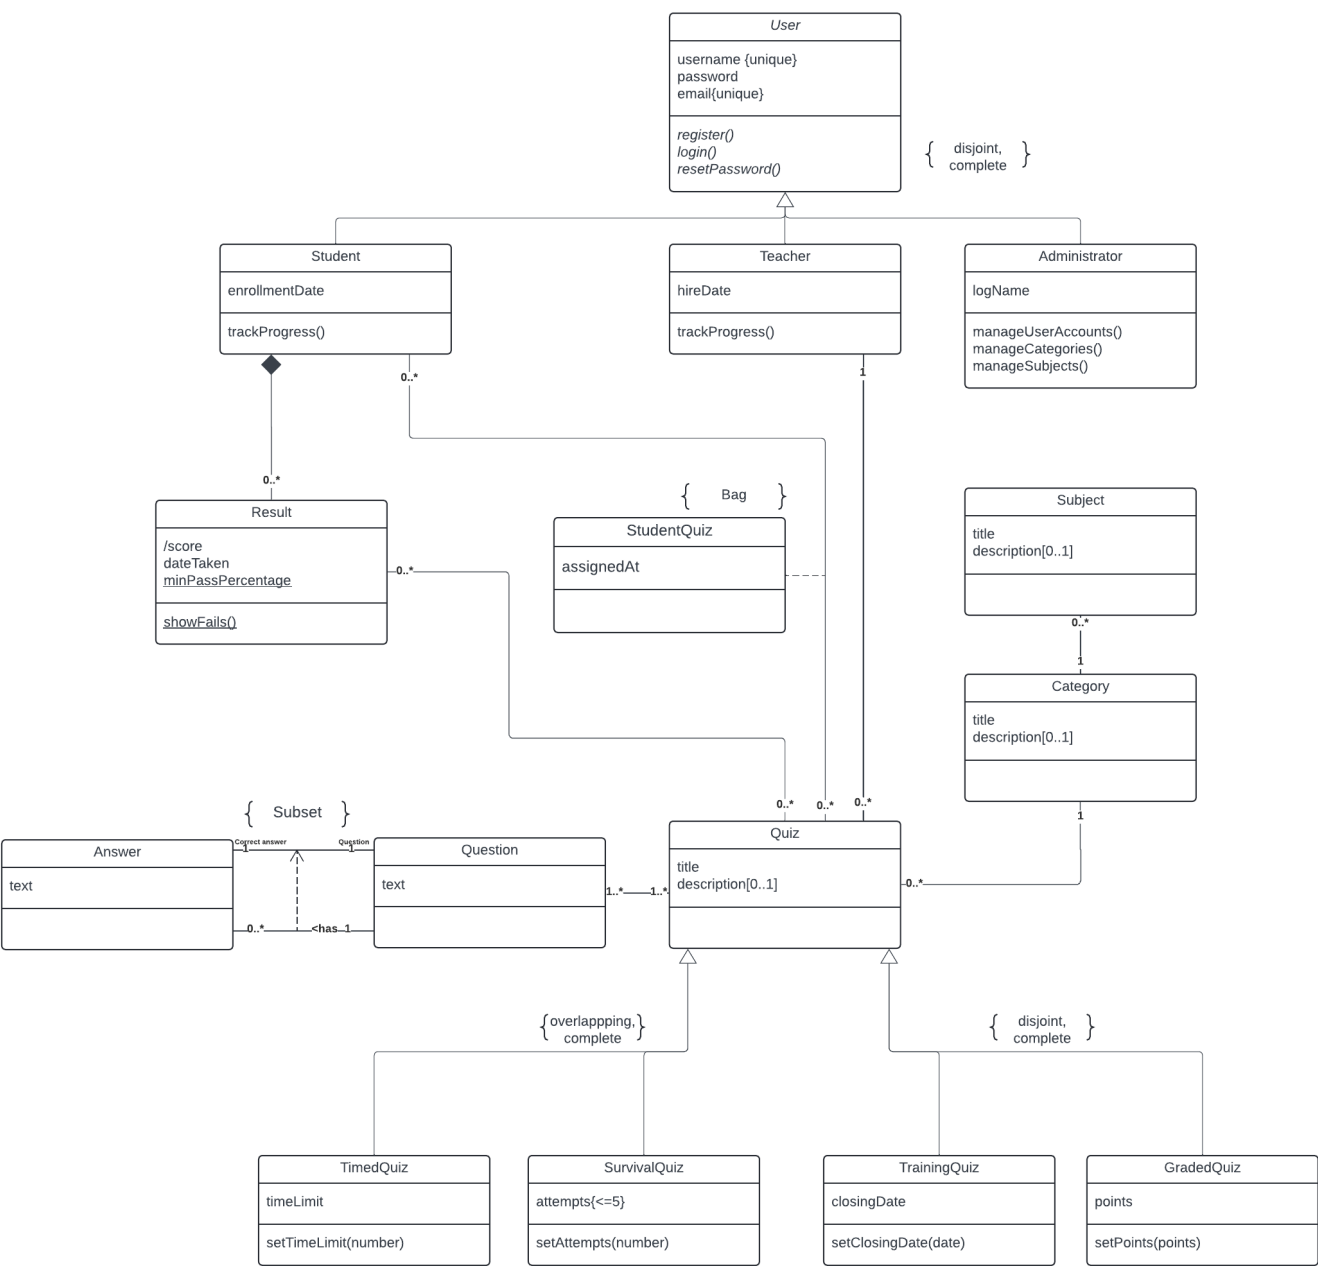 User
username {unique}
password
email{unique}
register()
login()
resetPassword()
{ disjoint, }
complete
Student
enrollmentDate
trackProgress()
Teacher
hireDate
trackProgress()
Administrator
logName
manageUserAccounts()
manageCategories()
manageSubjects()
0..*
1
0..*
Result
/score
dateTaken
minPassPercentage
showFails()
0..*
{ Bag }
StudentQuiz
assignedAt
Subject
title
description[0..1]
0..*
1
Category
title
description[0..1]
1
0..*
0..*
0..*
{ Subset }
Answer
text
Correct answer
1
Question
1
0..*
<has 1
Question
text
1..*
1..*
Quiz
title
description[0..1]
0..*
{overlappping,}
complete
{ disjoint, }
complete
TimedQuiz
timeLimit
setTimeLimit(number)
SurvivalQuiz
attempts{<=5}
setAttempts(number)
TrainingQuiz
closingDate
setClosingDate(date)
GradedQuiz
points
setPoints(points)